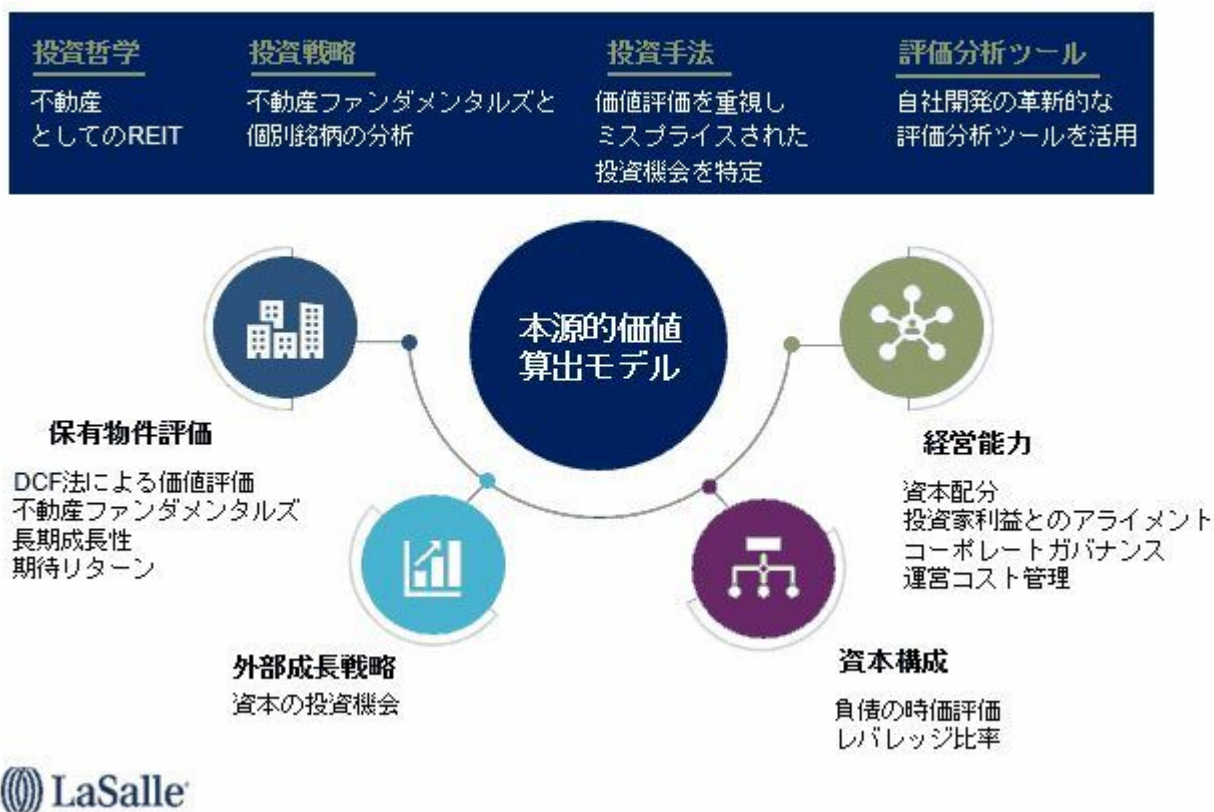 投資哲学
不動産
としてのREIT
投資戦略
不動産ファンダメンタルズと
個別銘柄の分析
投資手法
価値評価を重視し
ミスプライスされた
投資機会を特定
評価分析ツール
自社開発の革新的な
評価分析ツールを活用
本源的価値
算出モデル
保有物件評価
DCF法による価値評価
不動産ファンダメンタルズ
長期成長性
期待リターン
外部成長戦略
資本の投資機会
資本構成
負債の時価評価
レバレッジ比率
経営能力
資本配分
投資家利益とのアライメント
コーポレートガバナンス
運営コスト管理
LaSalle